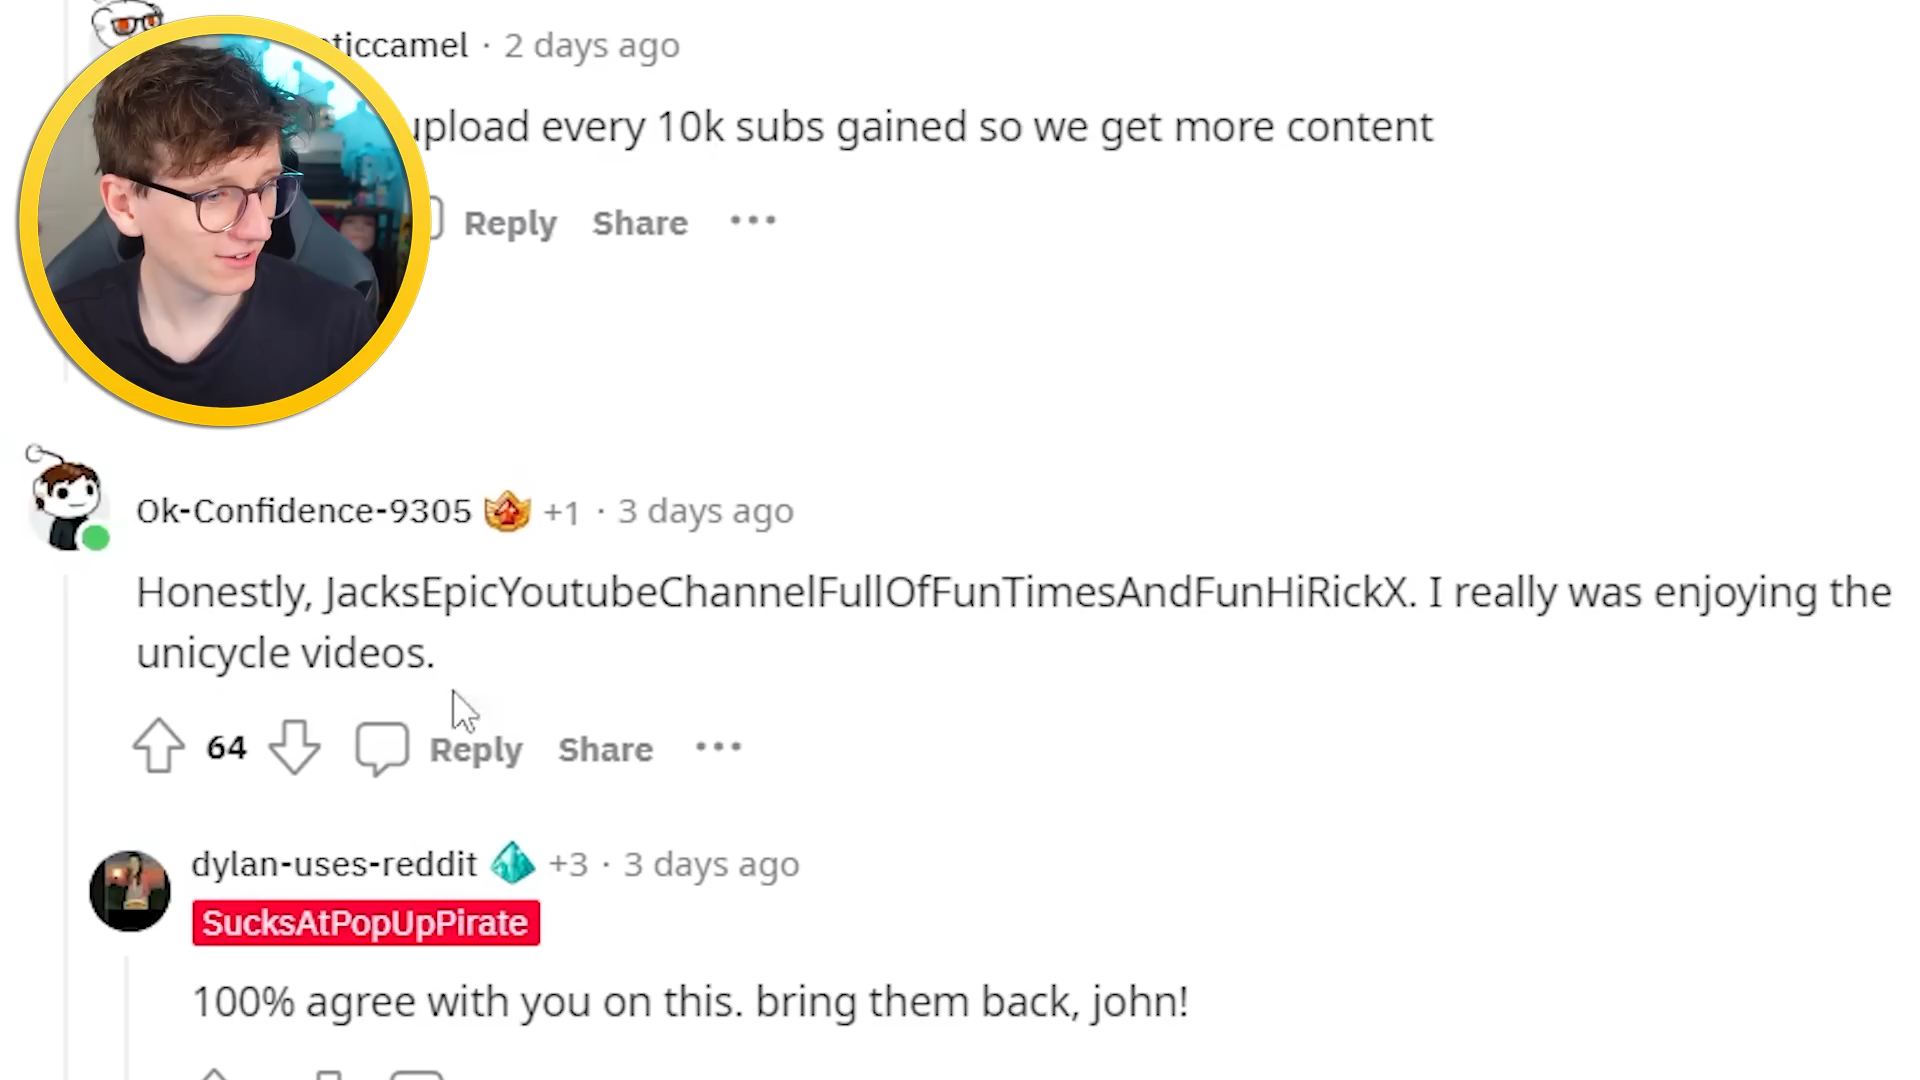 ticcamel · 2 days ago
upload every 10k subs gained so we get more content
Reply Share ···
Ok-Confidence-9305 +1 · 3 days ago
Honestly, JacksEpicYoutubeChannelFullOfFunTimesAndFunHiRickX. I really was enjoying the
unicycle videos.
64 Reply Share ···
dylan-uses-reddit +3 · 3 days ago
SucksAtPopUpPirate
100% agree with you on this. bring them back, john!